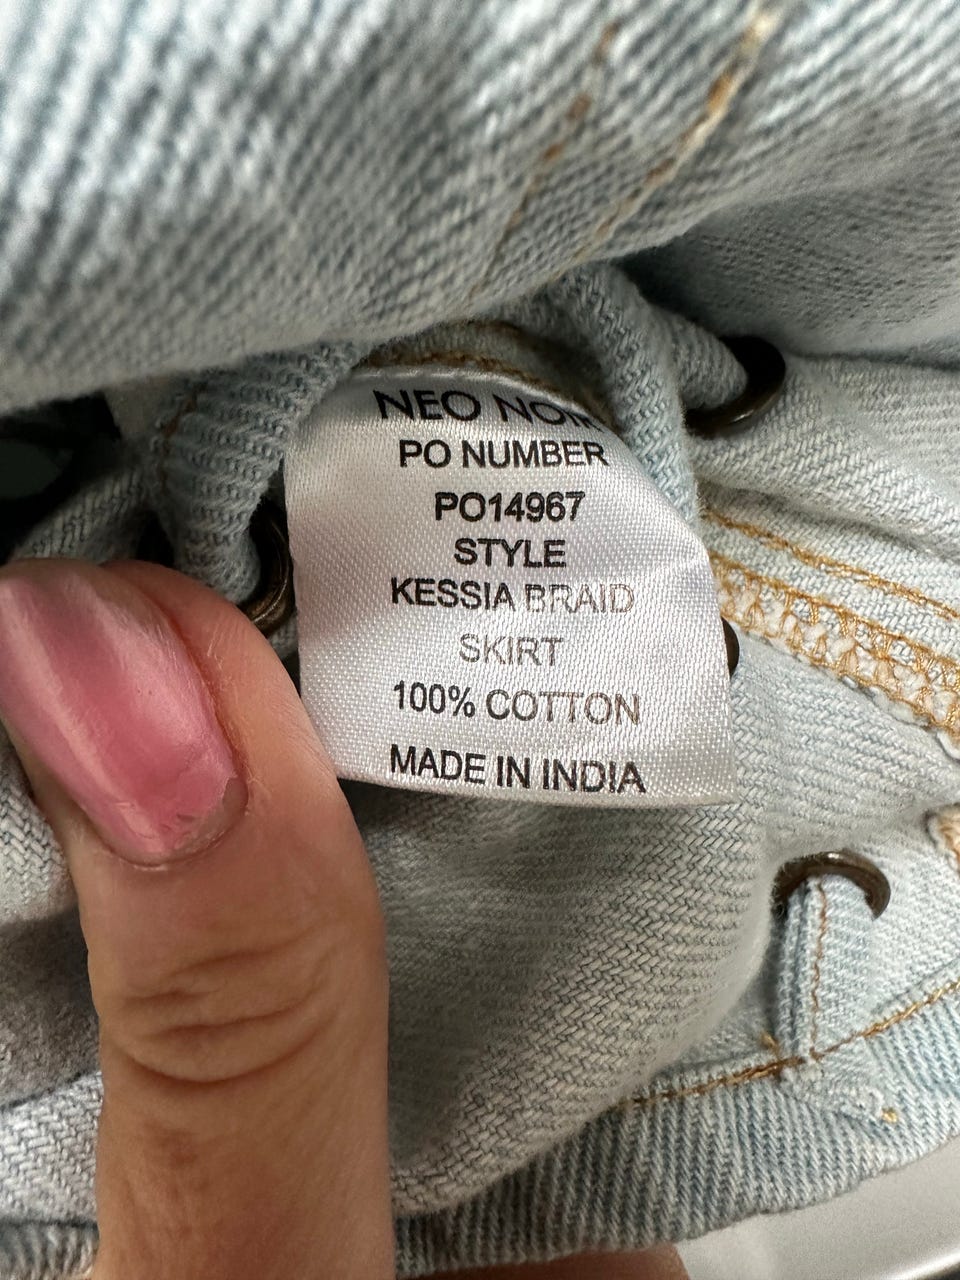 NEO NOIR
PO NUMBER
PO14967
STYLE
KESSIA BRAID
SKIRT
100% COTTON
MADE IN INDIA